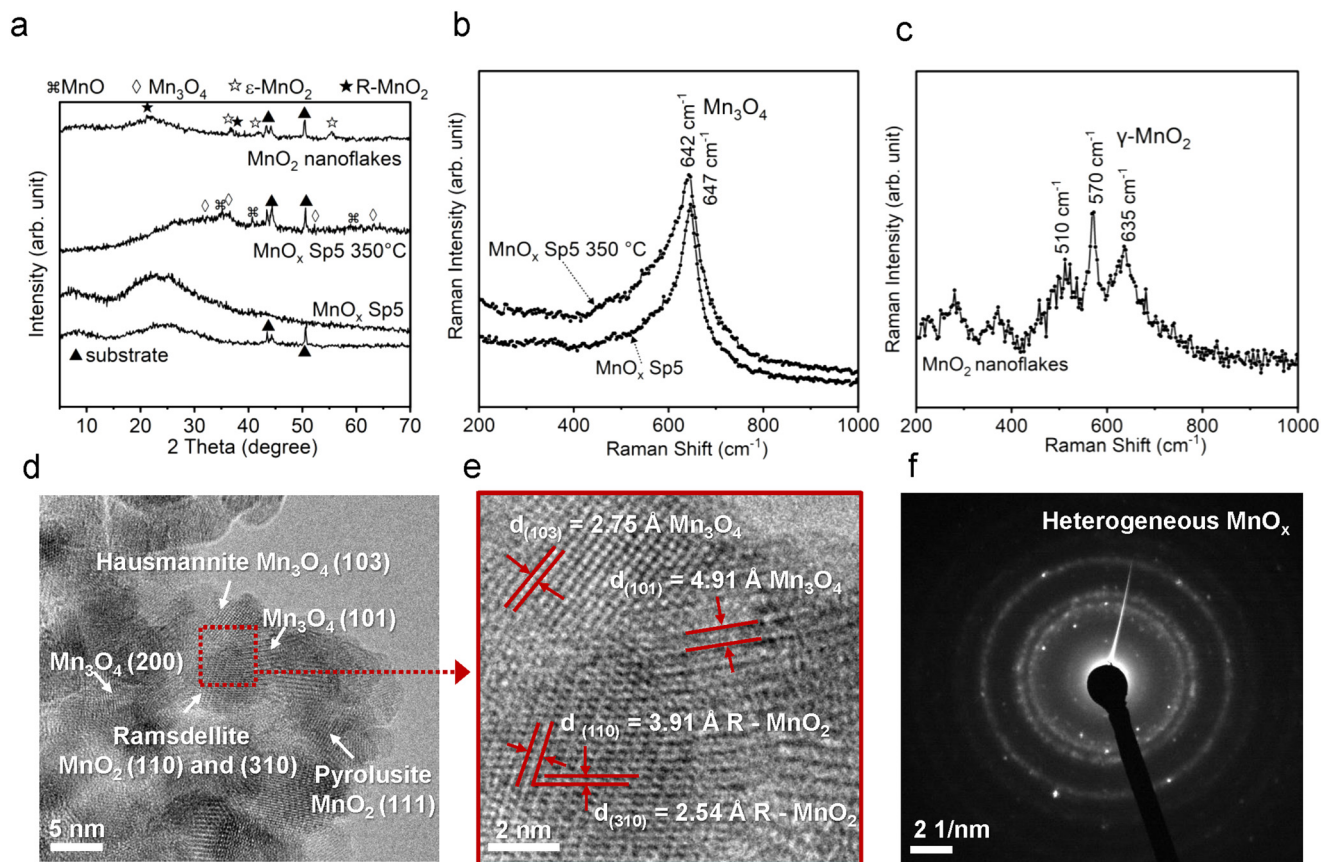 a
⌘MnO ◊ Mn₃O₄ ☆ ε-MnO₂ ★R-MnO₂
MnO₂ nanoflakes
MnOₓ Sp5 350°C
MnOₓ Sp5
▲substrate
Intensity (arb. unit)
10 20 30 40 50 60 70
2 Theta (degree)
b
Mn₃O₄
642 cm⁻¹
647 cm⁻¹
MnOₓ Sp5 350 °C
MnOₓ Sp5
Raman Intensity (arb. unit)
200 400 600 800 1000
Raman Shift (cm⁻¹)
c
γ-MnO₂
510 cm⁻¹
570 cm⁻¹
635 cm⁻¹
MnO₂ nanoflakes
Raman Intensity (arb. unit)
200 400 600 800 1000
Raman Shift (cm⁻¹)
d
Hausmannite Mn₃O₄ (103)
Mn₃O₄ (101)
Mn₃O₄ (200)
Ramsdellite
MnO₂ (110) and (310)
Pyrolusite
MnO₂ (111)
5 nm
e
d(103) = 2.75 Å Mn₃O₄
d(101) = 4.91 Å Mn₃O₄
d (110) = 3.91 Å R - MnO₂
d(310) = 2.54 Å R - MnO₂
2 nm
f
Heterogeneous MnOₓ
2 1/nm